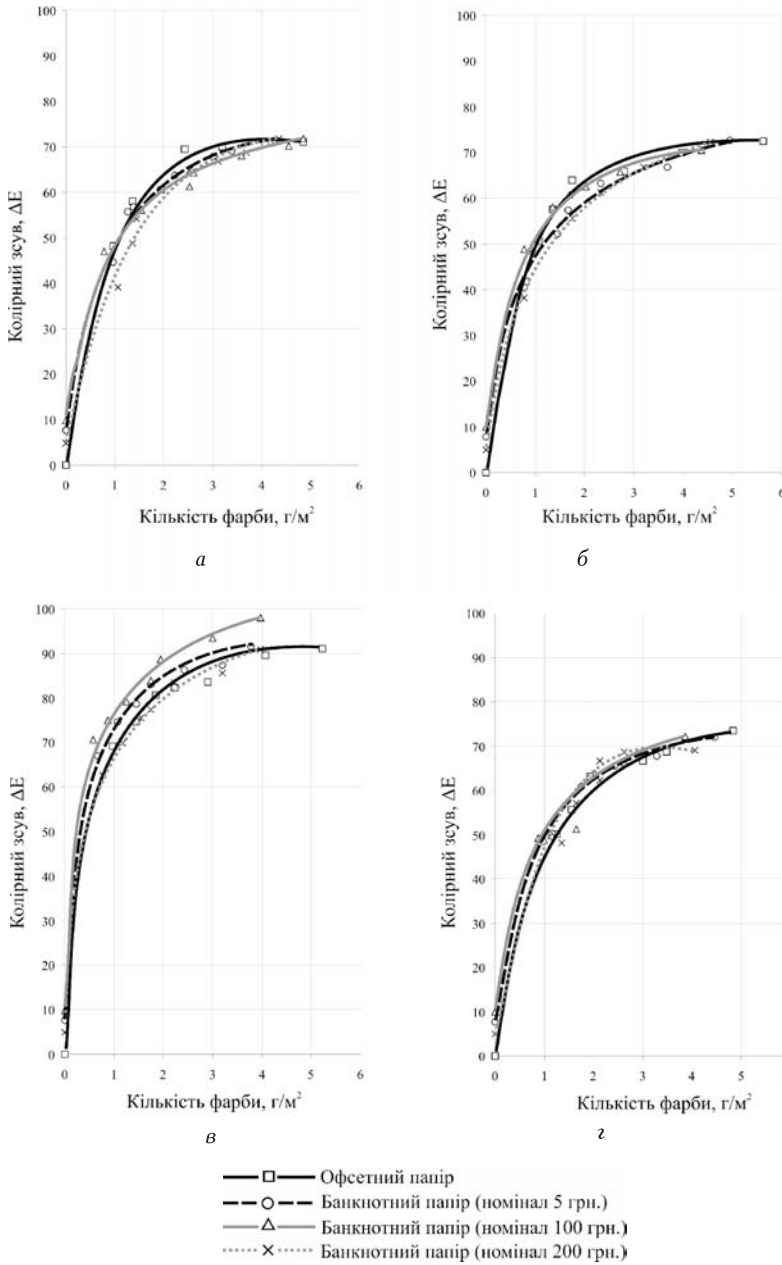 100
90
80
70
60
50
40
30
20
10
0
Колірний зсув, ΔE
0 1 2 3 4 5 6
Кількість фарби, г/м²
а
100
90
80
70
60
50
40
30
20
10
0
Колірний зсув, ΔE
0 1 2 3 4 5 6
Кількість фарби, г/м²
б
100
90
80
70
60
50
40
30
20
10
0
Колірний зсув, ΔE
0 1 2 3 4 5 6
Кількість фарби, г/м²
в
100
90
80
70
60
50
40
30
20
10
0
Колірний зсув, ΔE
0 1 2 3 4 5
Кількість фарби, г/м²
г
Офсетний папір
Банкнотний папір (номінал 5 грн.)
Банкнотний папір (номінал 100 грн.)
Банкнотний папір (номінал 200 грн.)